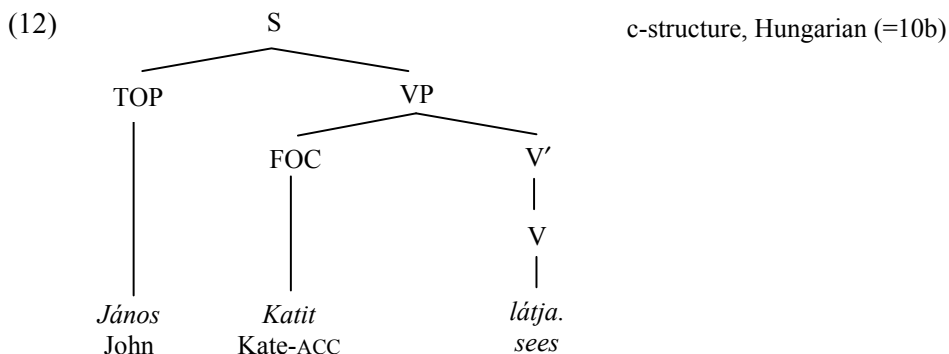 (12) S c-structure, Hungarian (=10b)
TOP VP
FOC V′
V
János Katit látja.
John Kate-ACC sees